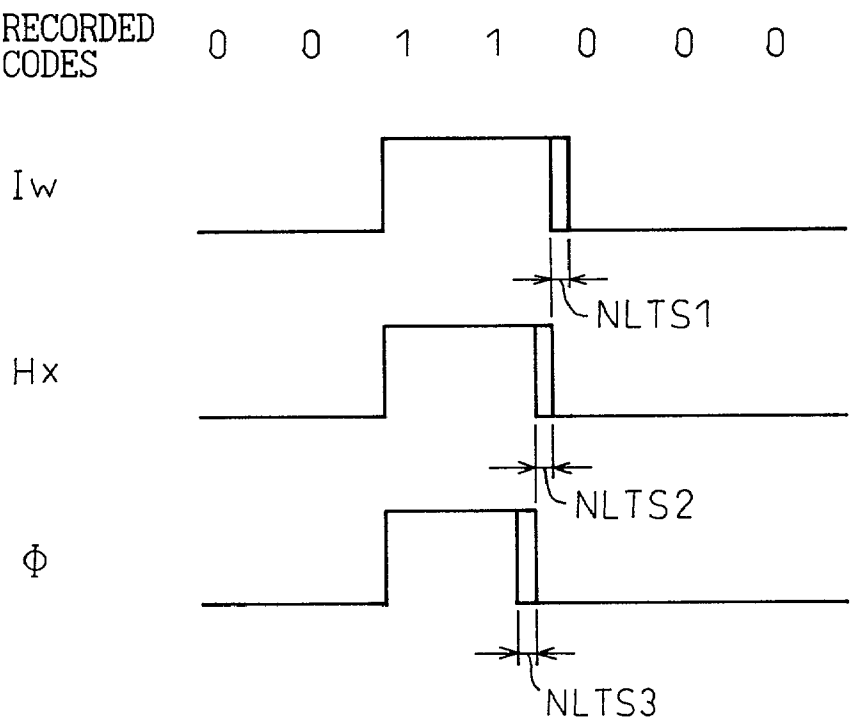 RECORDED
CODES
0 0 1 1 0 0 0
Iw
NLTS1
Hx
NLTS2
Φ
NLTS3